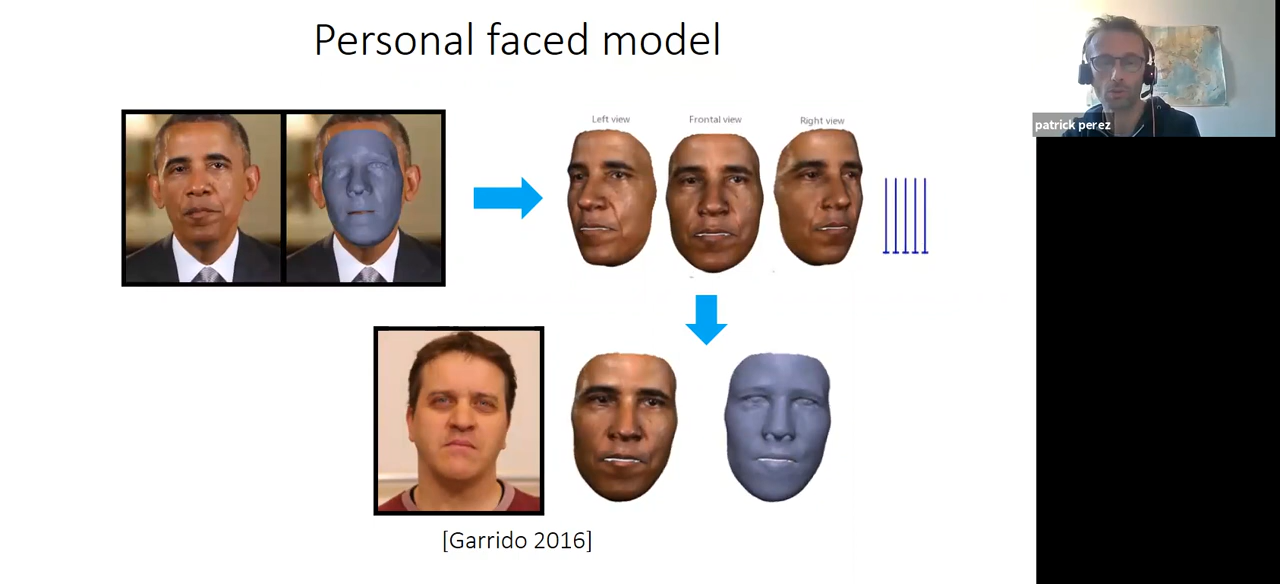 Personal faced model
patrick perez
Left view
Frontal view
Right view
[Garrido 2016]